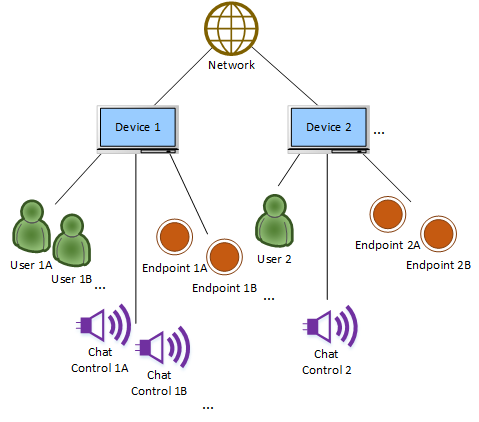 Network
Device 1
Device 2
...
User 1A
User 1B
...
Endpoint 1A
Endpoint 1B
...
User 2
Endpoint 2A
Endpoint 2B
Chat
Control 1A
Chat
Control 1B
...
Chat
Control 2